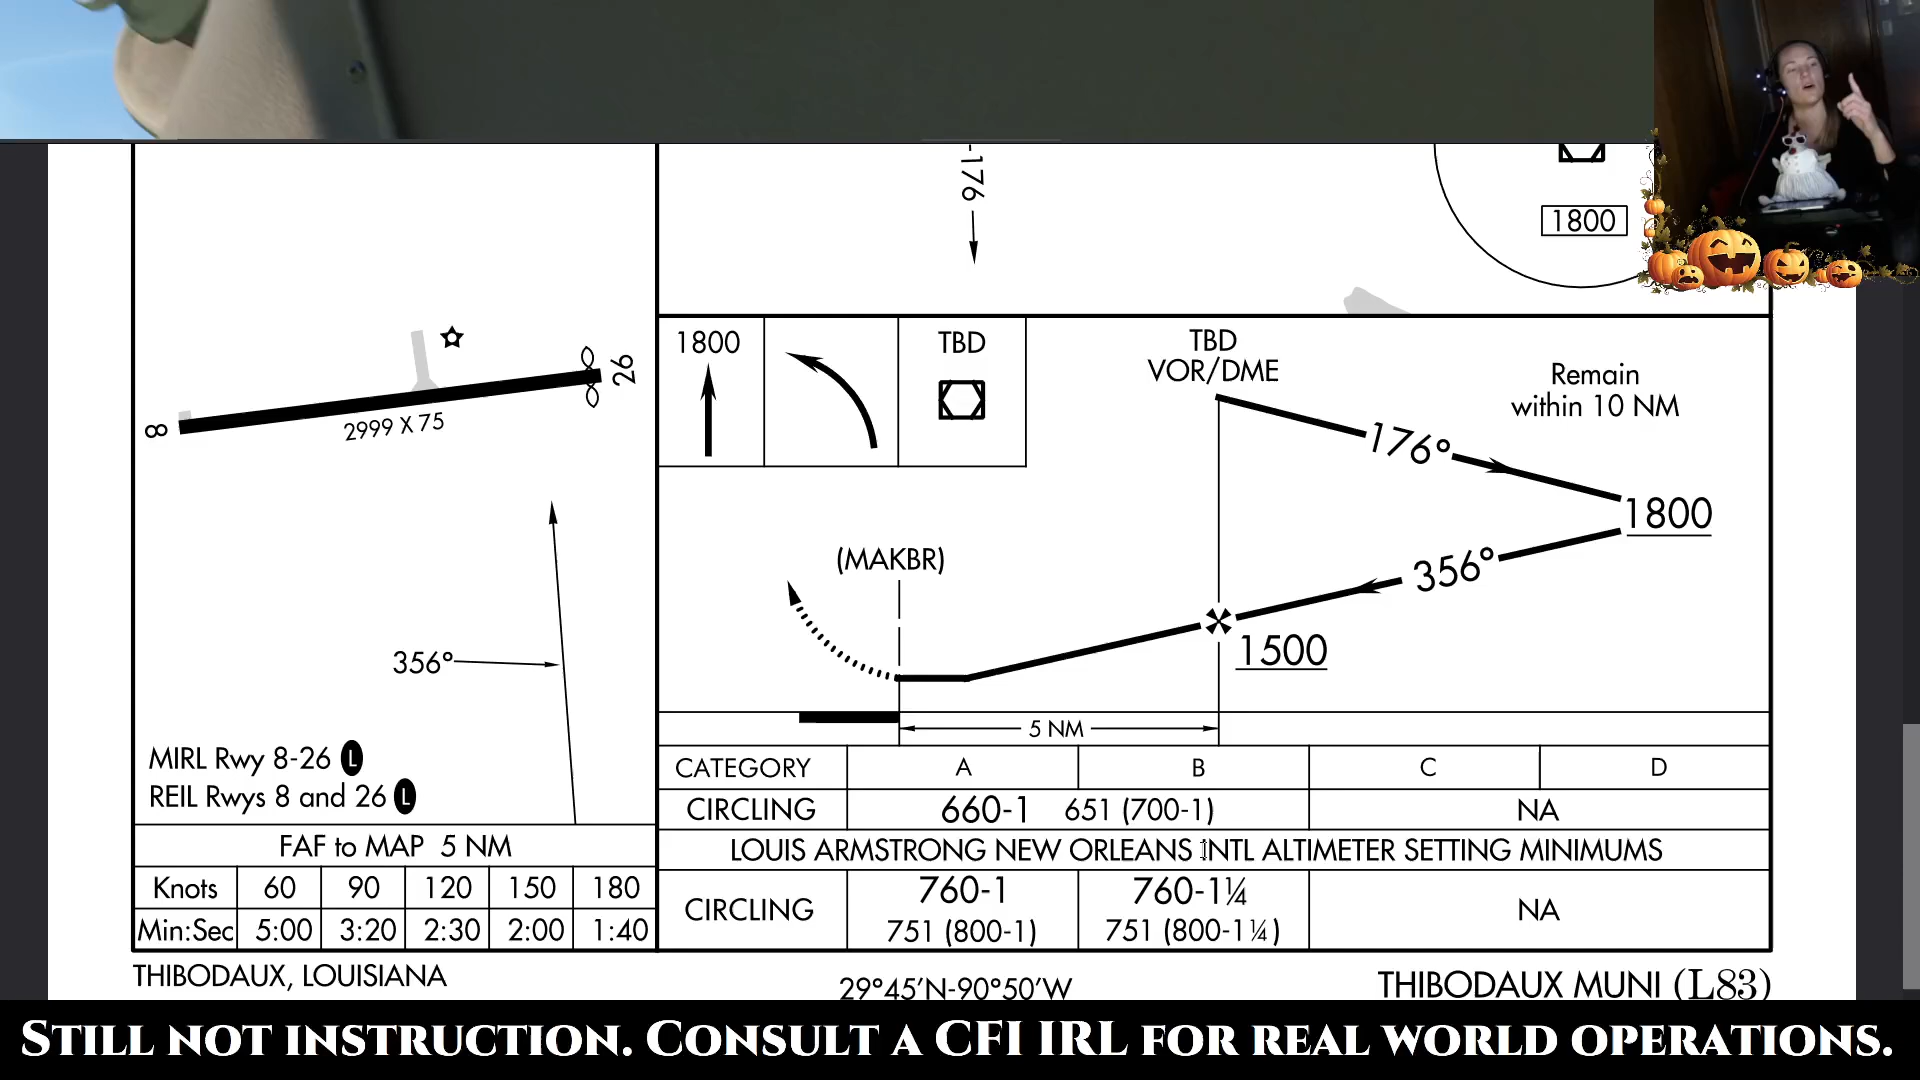 -176
1800
26
8
2999 X 75
356°
MIRL Rwy 8-26 L
REIL Rwys 8 and 26 L
FAF to MAP 5 NM
Knots 60 90 120 150 180
Min:Sec 5:00 3:20 2:30 2:00 1:40
1800
TBD
TBD
VOR/DME
Remain
within 10 NM
176°
1800
(MAKBR)
356°
1500
5 NM
CATEGORY A B C D
CIRCLING 660-1 651 (700-1) NA
LOUIS ARMSTRONG NEW ORLEANS INTL ALTIMETER SETTING MINIMUMS
CIRCLING 760-1 760-1¼ NA
751 (800-1) 751 (800-1¼)
THIBODAUX, LOUISIANA
29°45'N-90°50'W
THIBODAUX MUNI (L83)
STILL NOT INSTRUCTION. CONSULT A CFI IRL FOR REAL WORLD OPERATIONS.